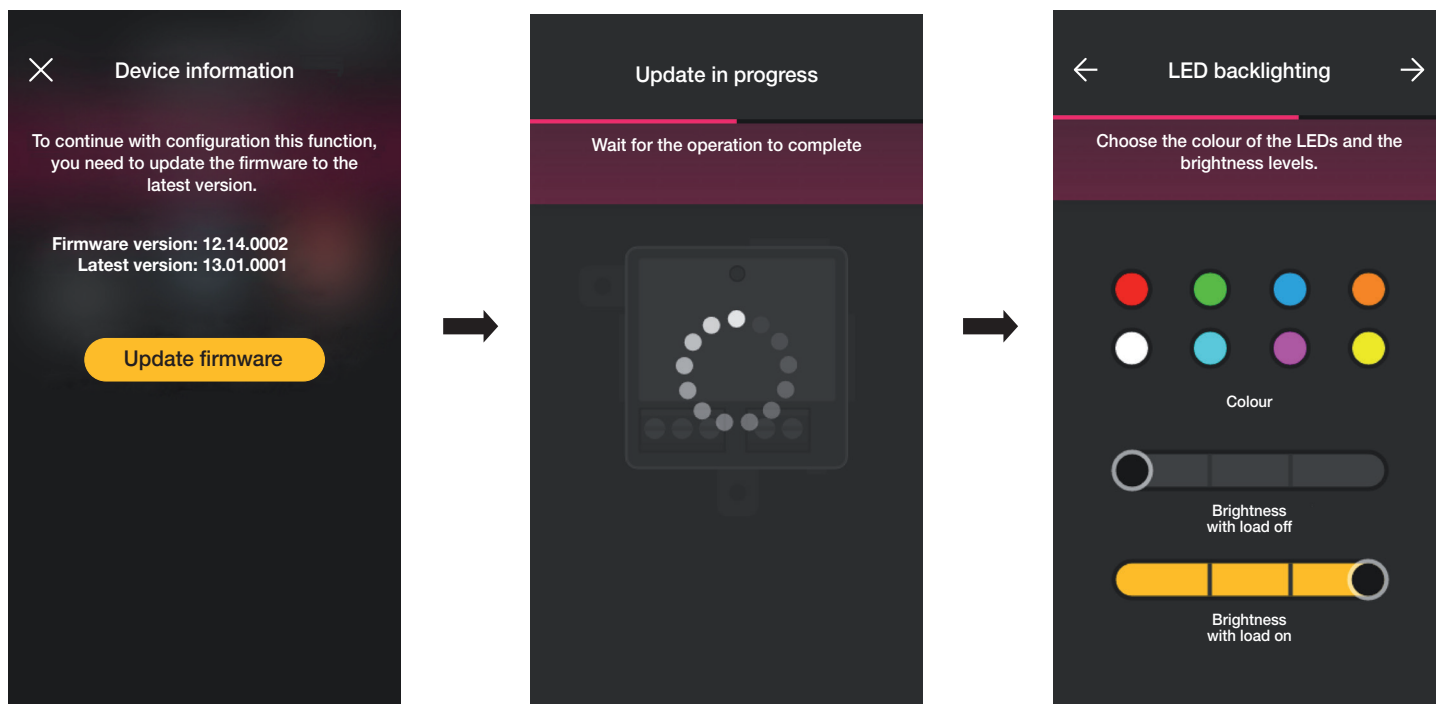 Device information
To continue with configuration this function,
you need to update the firmware to the
latest version.
Firmware version: 12.14.0002
Latest version: 13.01.0001
Update firmware
Update in progress
Wait for the operation to complete
LED backlighting
Choose the colour of the LEDs and the
brightness levels.
Colour
Brightness
with load off
Brightness
with load on